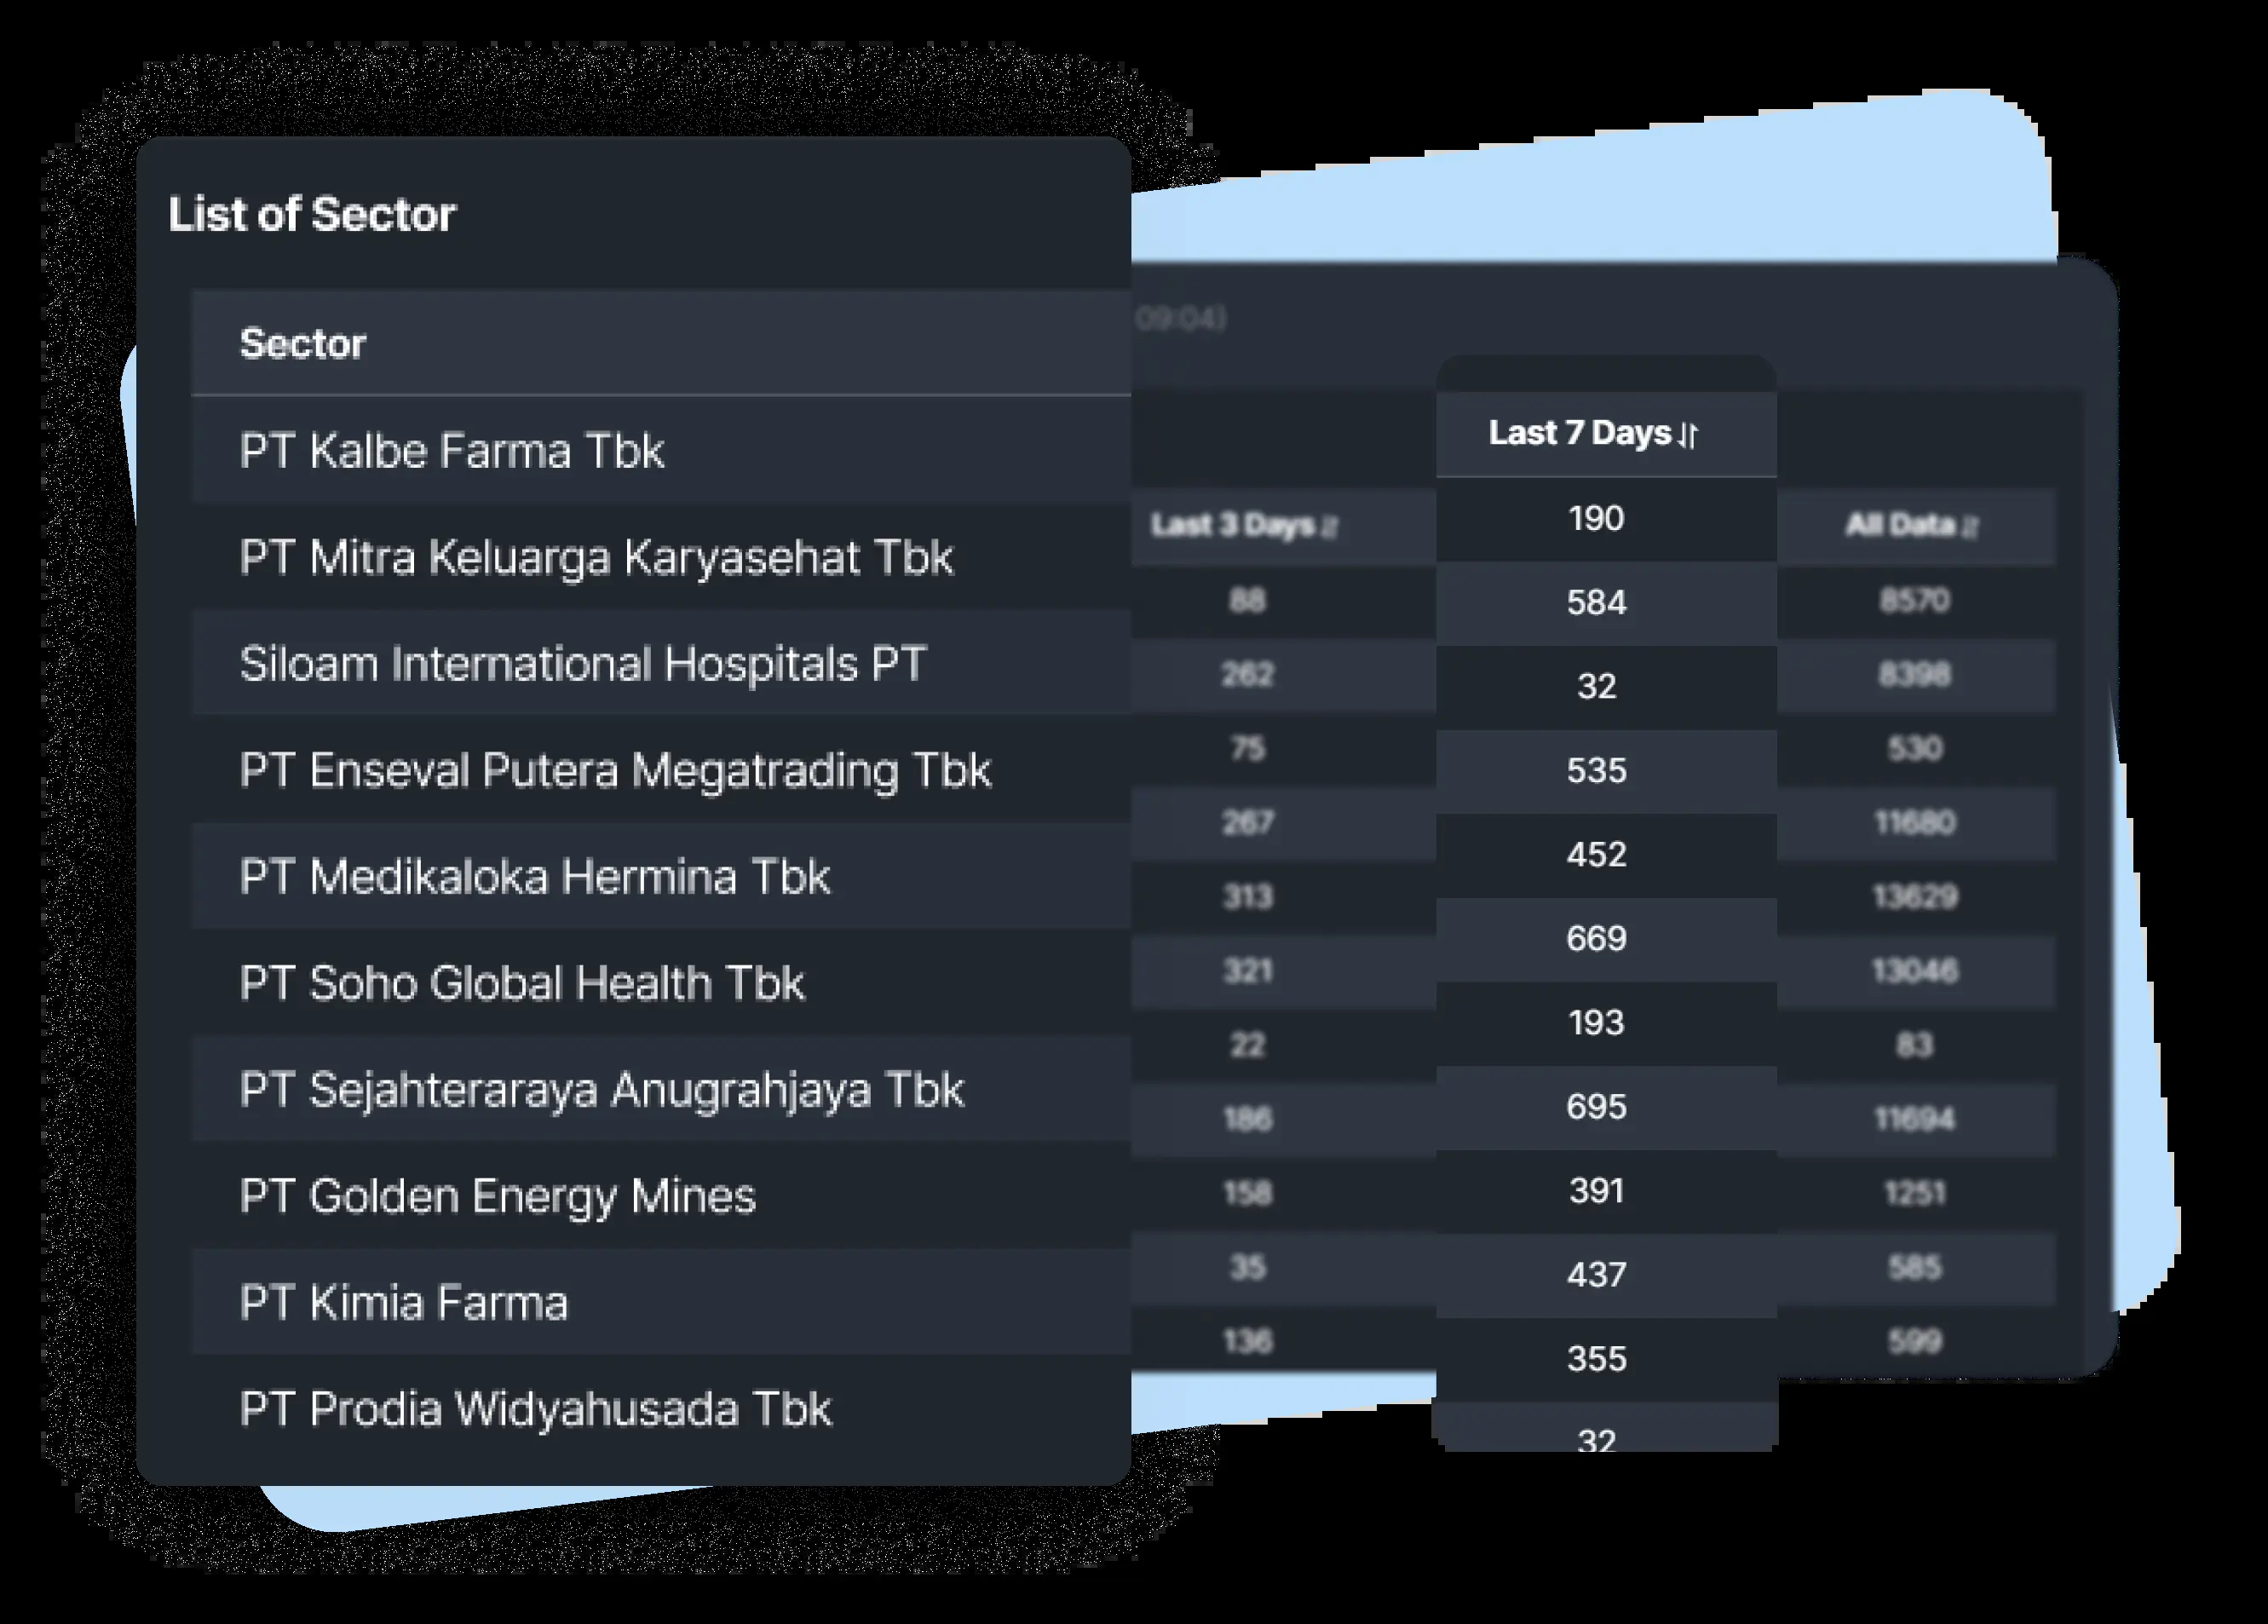 List of Sector
Sector
PT Kalbe Farma Tbk
PT Mitra Keluarga Karyasehat Tbk
Siloam International Hospitals PT
PT Enseval Putera Megatrading Tbk
PT Medikaloka Hermina Tbk
PT Soho Global Health Tbk
PT Sejahteraraya Anugrahjaya Tbk
PT Golden Energy Mines
PT Kimia Farma
PT Prodia Widyahusada Tbk
09:04)
Last 3 Days
88
262
75
267
313
321
22
186
158
35
136
Last 7 Days
190
584
32
535
452
669
193
695
391
437
355
32
All Data
8570
8398
530
11680
13629
13046
83
11694
1251
585
599